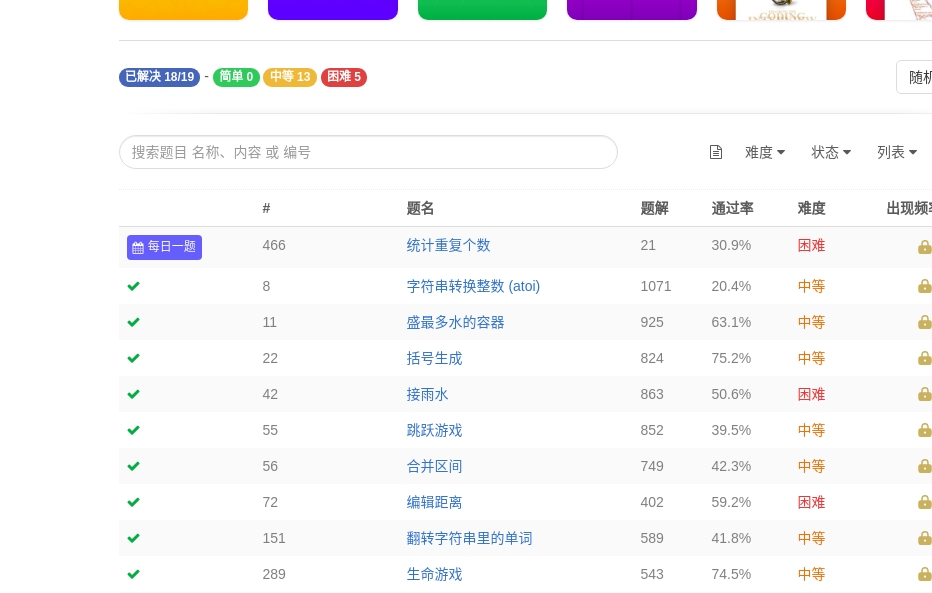 已解决 18/19 - 简单 0 中等 13 困难 5
随机
搜索题目 名称、内容 或 编号
难度 状态 列表
# 题名 题解 通过率 难度 出现频率
每日一题 466 统计重复个数 21 30.9% 困难
8 字符串转换整数 (atoi) 1071 20.4% 中等
11 盛最多水的容器 925 63.1% 中等
22 括号生成 824 75.2% 中等
42 接雨水 863 50.6% 困难
55 跳跃游戏 852 39.5% 中等
56 合并区间 749 42.3% 中等
72 编辑距离 402 59.2% 困难
151 翻转字符串里的单词 589 41.8% 中等
289 生命游戏 543 74.5% 中等